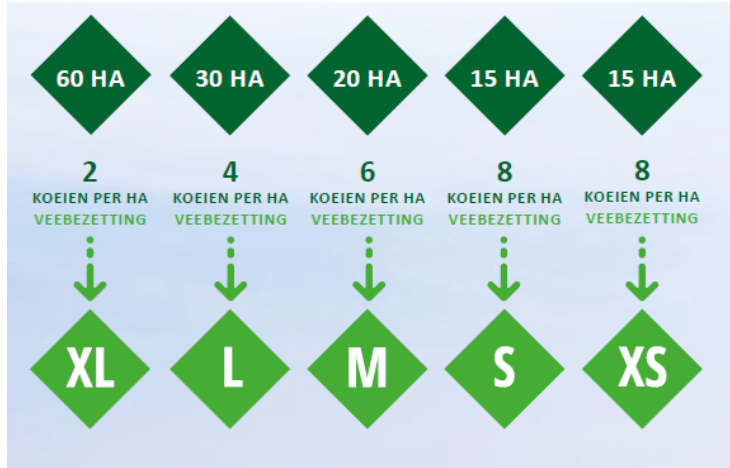 60 HA 30 HA 20 HA 15 HA 15 HA
2 4 6 8 8
KOEIEN PER HA KOEIEN PER HA KOEIEN PER HA KOEIEN PER HA KOEIEN PER HA
VEEBEZETTING VEEBEZETTING VEEBEZETTING VEEBEZETTING VEEBEZETTING
XL L M S XS